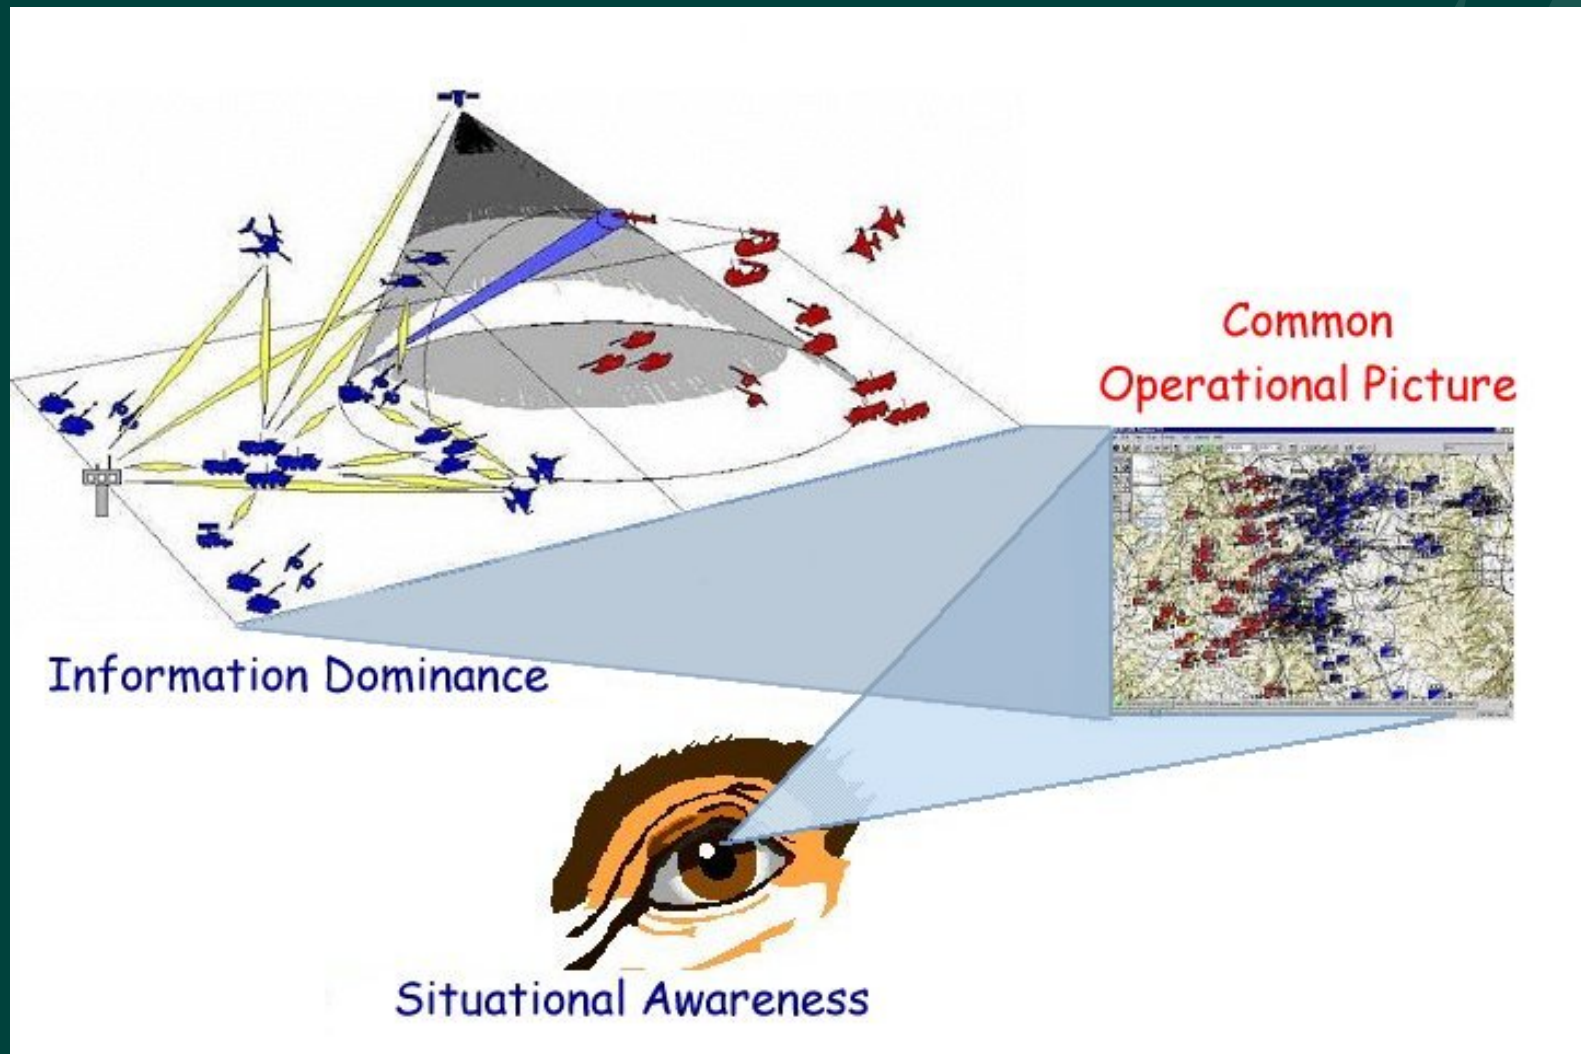 Common
Operational Picture
Information Dominance
Situational Awareness